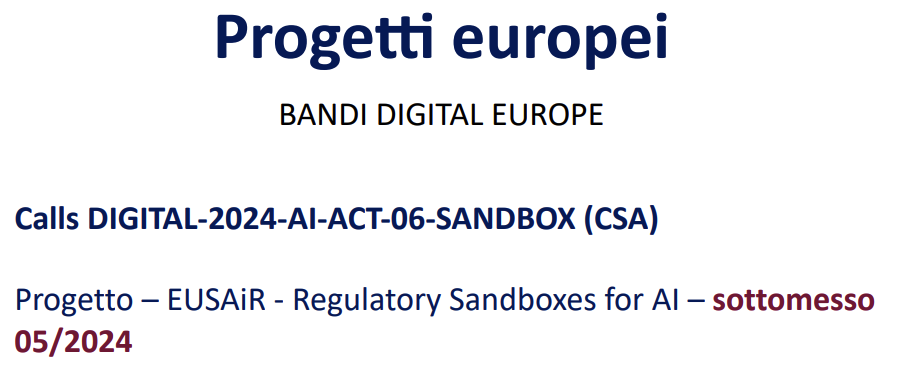 Progetti europei
BANDI DIGITAL EUROPE
Calls DIGITAL-2024-AI-ACT-06-SANDBOX (CSA)
Progetto – EUSAiR - Regulatory Sandboxes for AI – sottomesso
05/2024